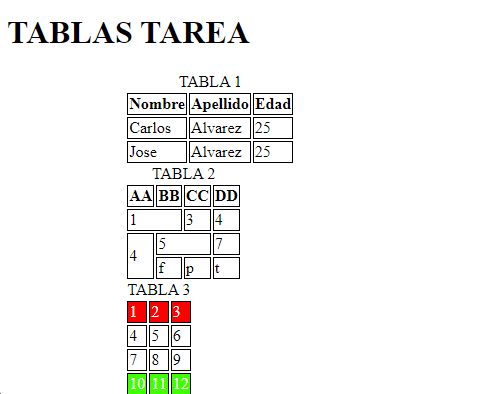 TABLAS TAREA
TABLA 1
Nombre Apellido Edad
Carlos Alvarez 25
Jose Alvarez 25
TABLA 2
AA BB CC DD
1 3 4
4 5 7
f p t
TABLA 3
1 2 3
4 5 6
7 8 9
10 11 12